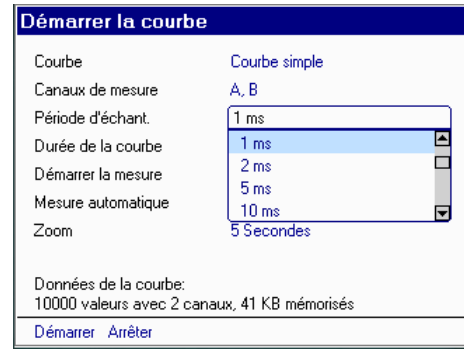 Démarrer la courbe
Courbe Courbe simple
Canaux de mesure A, B
Période d'échant. 1 ms
Durée de la courbe 1 ms
Démarrer la mesure 2 ms
5 ms
Mesure automatique 10 ms
Zoom 5 Secondes
Données de la courbe:
10000 valeurs avec 2 canaux, 41 KB mémorisés
Démarrer Arrêter